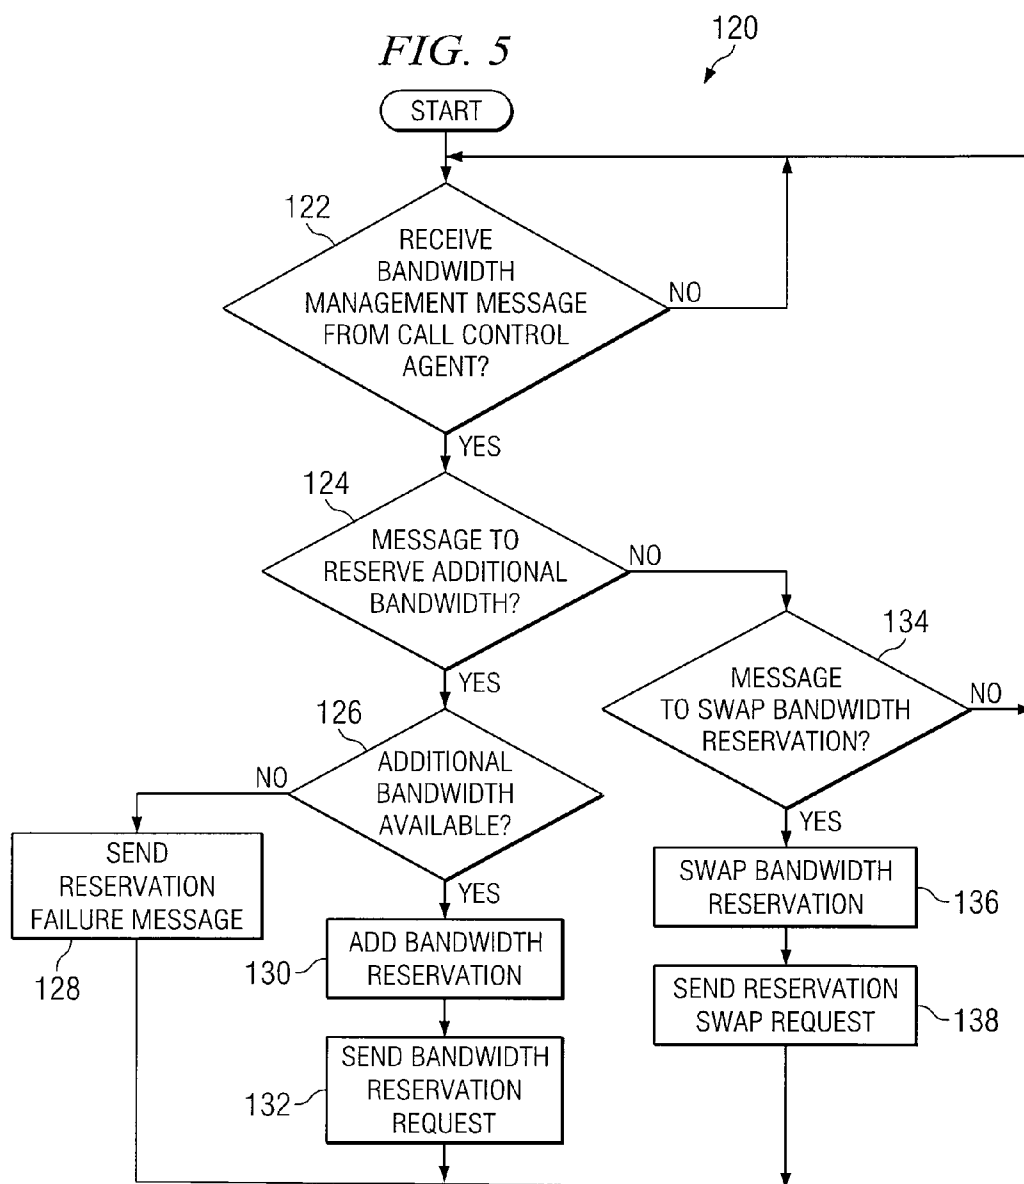 FIG. 5
120
START
122
RECEIVE
BANDWIDTH
MANAGEMENT MESSAGE
FROM CALL CONTROL
AGENT?
NO
YES
124
MESSAGE TO
RESERVE ADDITIONAL
BANDWIDTH?
NO
YES
134
MESSAGE
TO SWAP BANDWIDTH
RESERVATION?
NO
YES
126
ADDITIONAL
BANDWIDTH
AVAILABLE?
NO
YES
SEND
RESERVATION
FAILURE MESSAGE
128
ADD BANDWIDTH
RESERVATION
130
SEND BANDWIDTH
RESERVATION
REQUEST
132
SWAP BANDWIDTH
RESERVATION
136
SEND RESERVATION
SWAP REQUEST
138